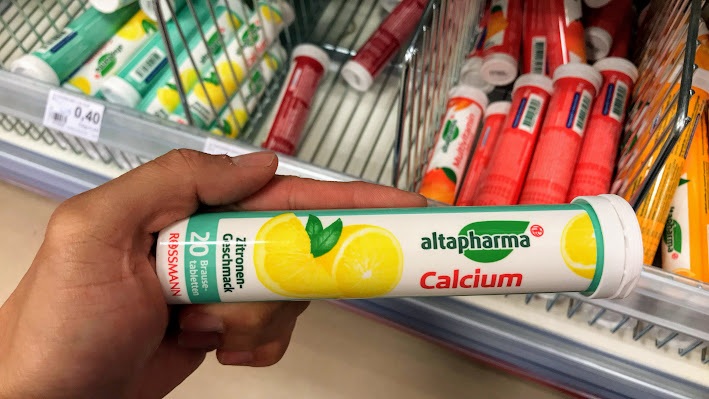 0,40
altapharma
Calcium
Zitronen-
Geschmack
20 Brause-
tabletten
ROSSMANN